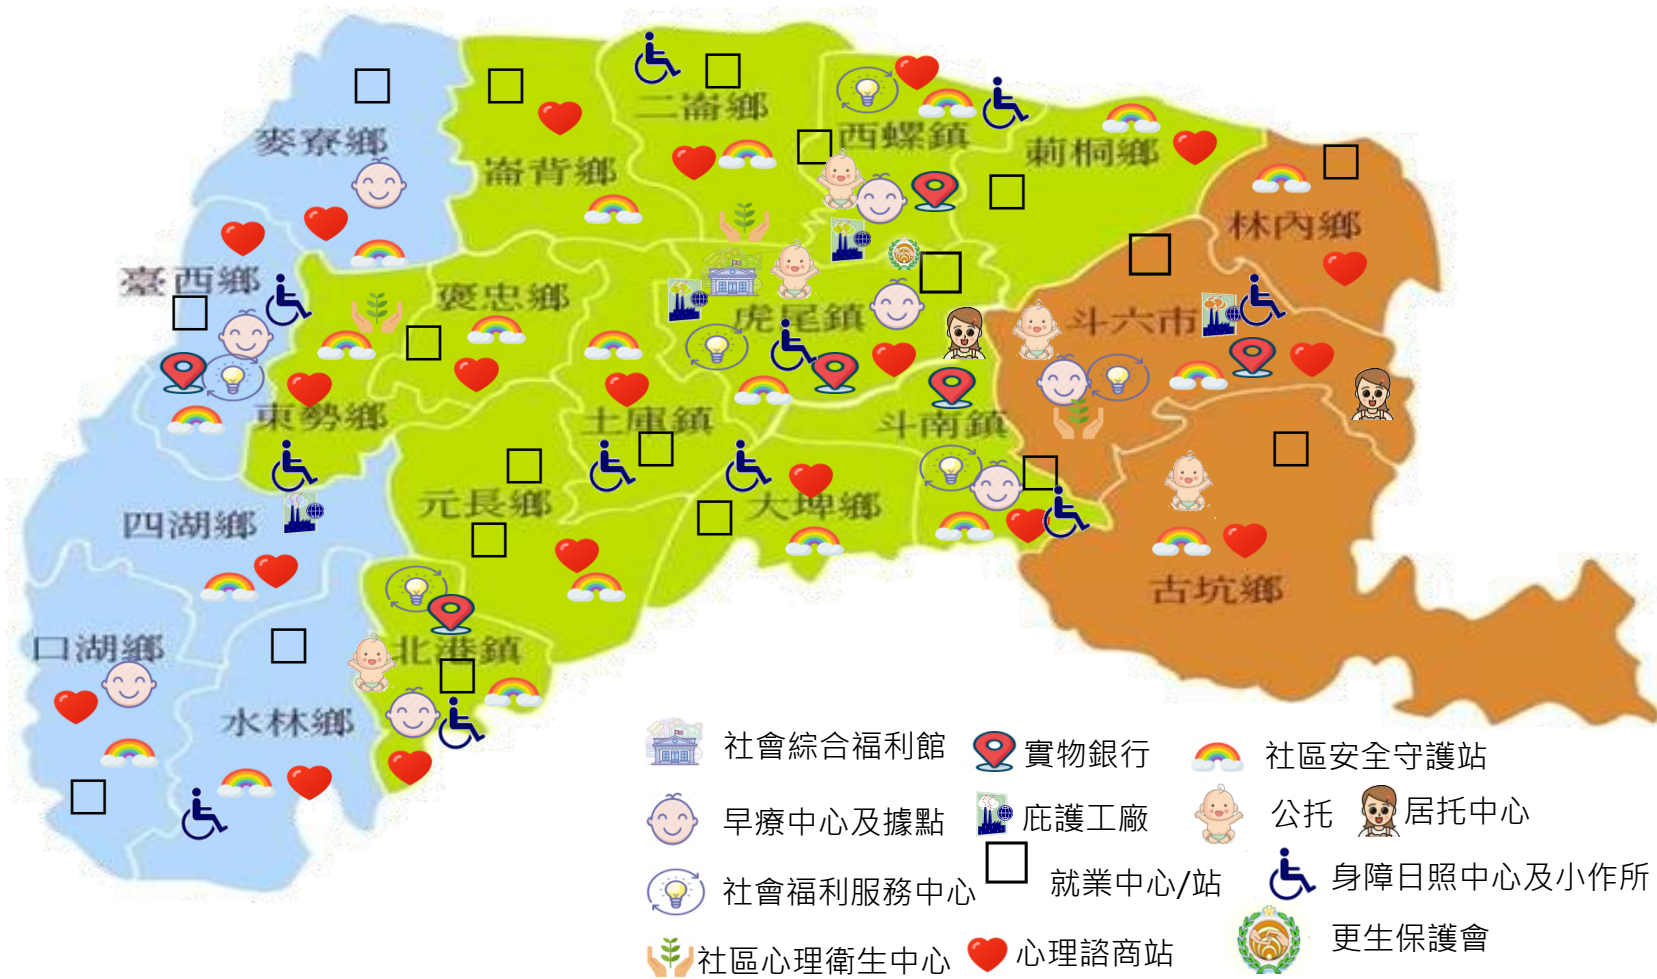 二崙鄉
西螺鎮
麥寮鄉
崙背鄉
莿桐鄉
林內鄉
臺西鄉
褒忠鄉
虎尾鎮
斗六市
東勢鄉
土庫鎮
斗南鎮
四湖鄉
元長鄉
大埤鄉
古坑鄉
口湖鄉
北港鎮
水林鄉
社會綜合福利館
實物銀行
社區安全守護站
早療中心及據點
庇護工廠
公托
居托中心
社會福利服務中心
就業中心/站
身障日照中心及小作所
社區心理衛生中心
心理諮商站
更生保護會